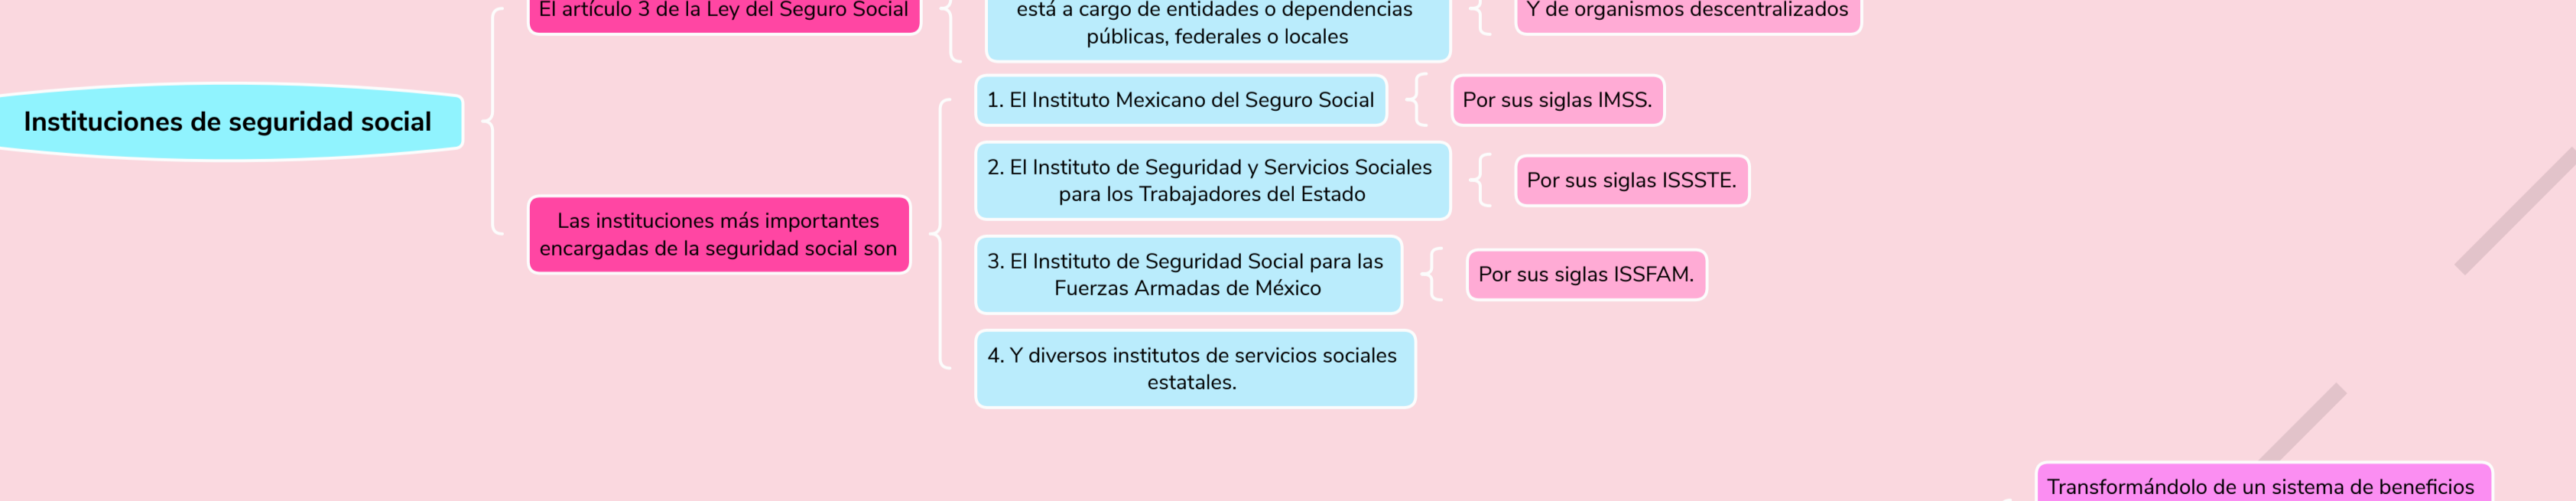 Instituciones de seguridad social
El artículo 3 de la Ley del Seguro Social
está a cargo de entidades o dependencias
públicas, federales o locales
Y de organismos descentralizados
Las instituciones más importantes
encargadas de la seguridad social son
1. El Instituto Mexicano del Seguro Social
Por sus siglas IMSS.
2. El Instituto de Seguridad y Servicios Sociales
para los Trabajadores del Estado
Por sus siglas ISSSTE.
3. El Instituto de Seguridad Social para las
Fuerzas Armadas de México
Por sus siglas ISSFAM.
4. Y diversos institutos de servicios sociales
estatales.
Transformándolo de un sistema de beneficios